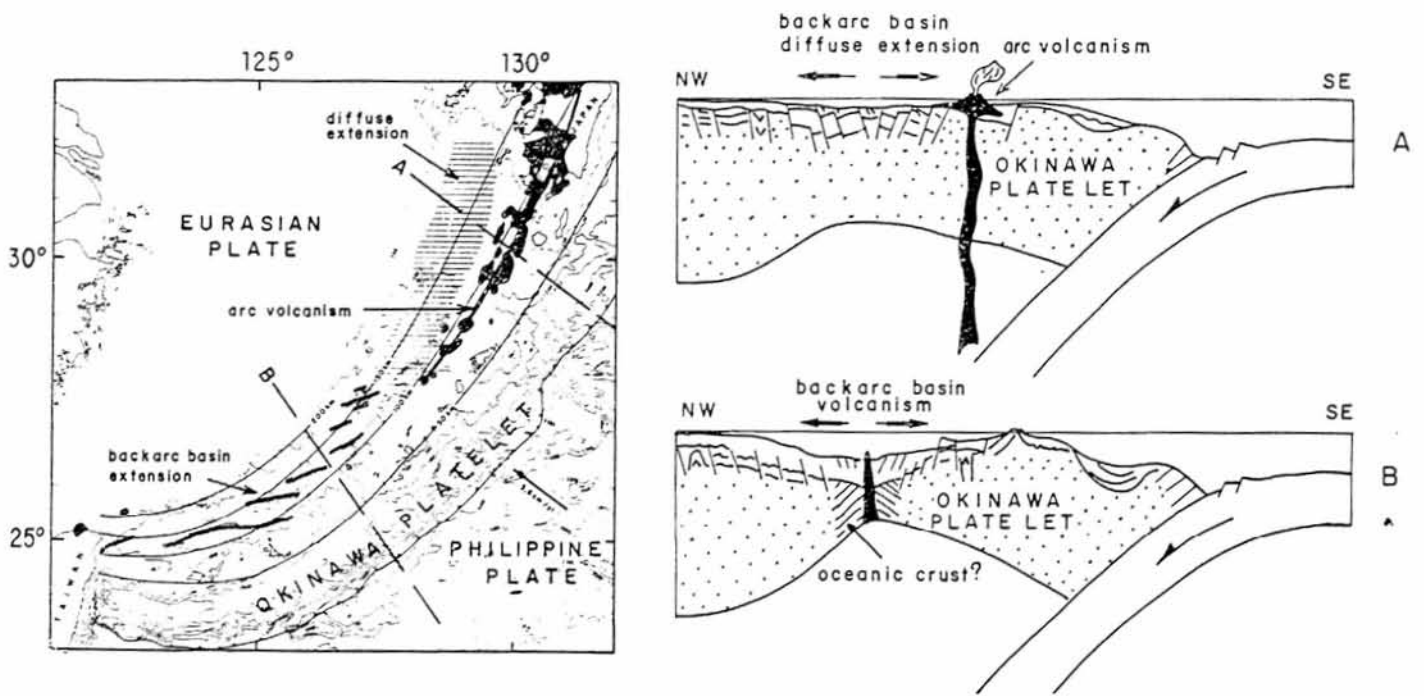 125°
130°
diffuse
extension
A
EURASIAN
PLATE
30°
arc volcanism
B
backarc basin
extension
25°
OKINAWA PLATELET
PHILIPPINE
PLATE
backarc basin
diffuse extension arc volcanism
NW
SE
A
OKINAWA
PLATE LET
backarc basin
volcanism
NW
SE
B
OKINAWA
PLATE LET
oceanic crust?